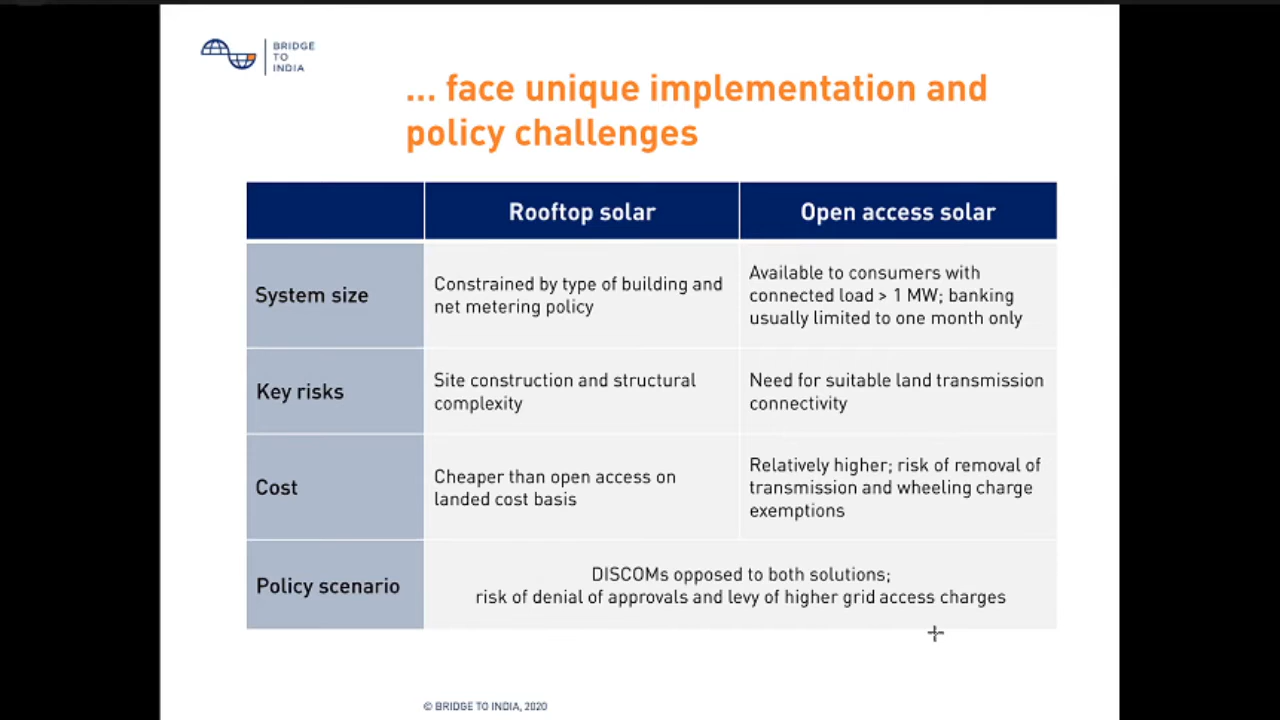 BRIDGE
TO
INDIA
... face unique implementation and
policy challenges
Rooftop solar
Open access solar
System size
Constrained by type of building and
net metering policy
Available to consumers with
connected load > 1 MW; banking
usually limited to one month only
Key risks
Site construction and structural
complexity
Need for suitable land transmission
connectivity
Cost
Cheaper than open access on
landed cost basis
Relatively higher; risk of removal of
transmission and wheeling charge
exemptions
Policy scenario
DISCOMs opposed to both solutions;
risk of denial of approvals and levy of higher grid access charges
© BRIDGE TO INDIA, 2020